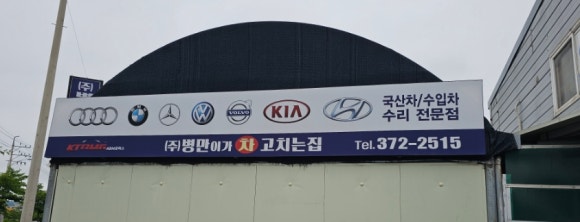 (주)
VOLVO
KIA
국산차/수입차
수리 전문점
(주)병만이가 차 고치는집
Tel. 372-2515